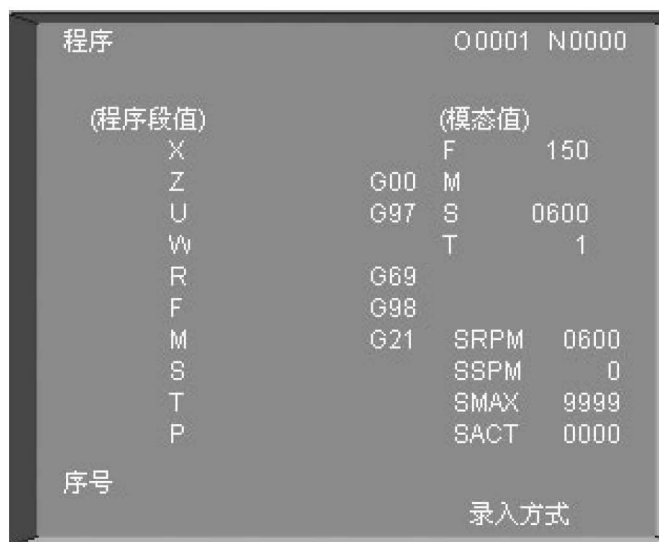 程序 O0001 N0000
(程序段值) (模态值)
X F 150
Z G00 M
U G97 S 0600
W T 1
R G69
F G98
M G21 SRPM 0600
S SSPM 0
T SMAX 9999
P SACT 0000
序号
录入方式